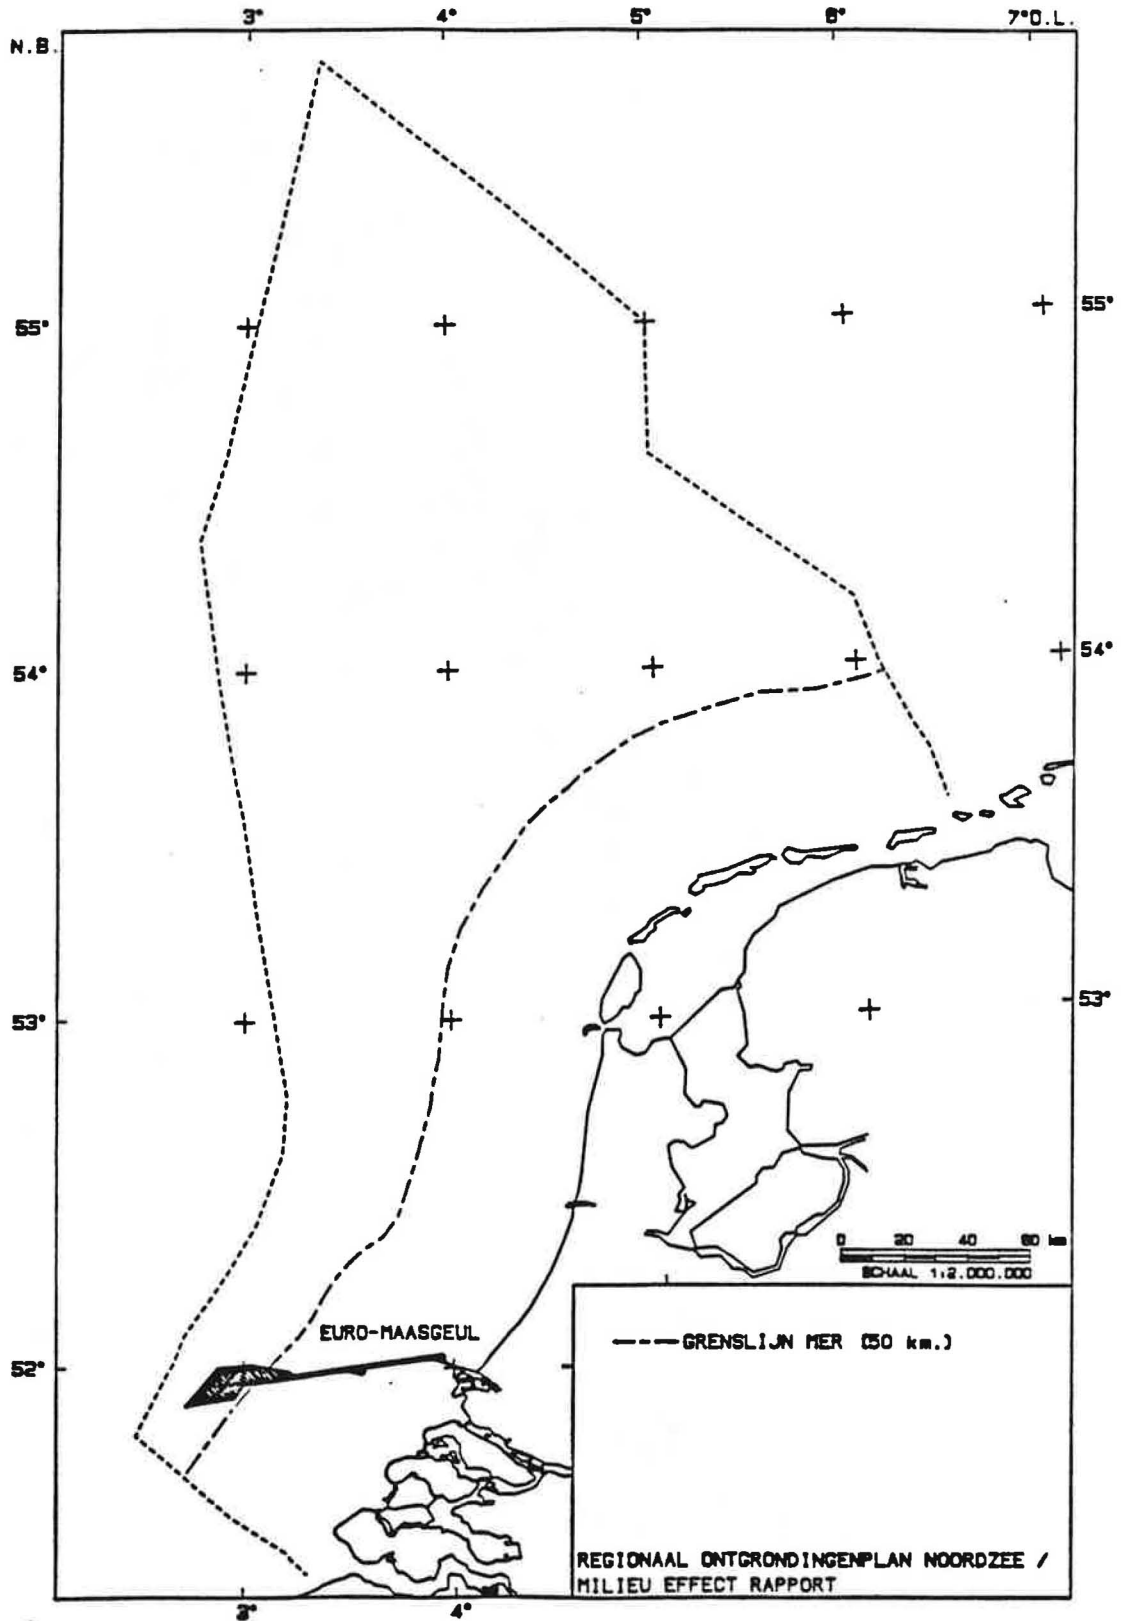 3° 4° 5° 6° 7°O.L.
N.B.
55° 55°
54° 54°
53° 53°
0 20 40 60 km
SCHAAL 1:2.000.000
EURO-MAASGEUL
GRENSLIJN MER (50 km.)
52°
REGIONAAL ONTGRONDINGENPLAN NOORDZEE /
MILIEU EFFECT RAPPORT
3° 4°